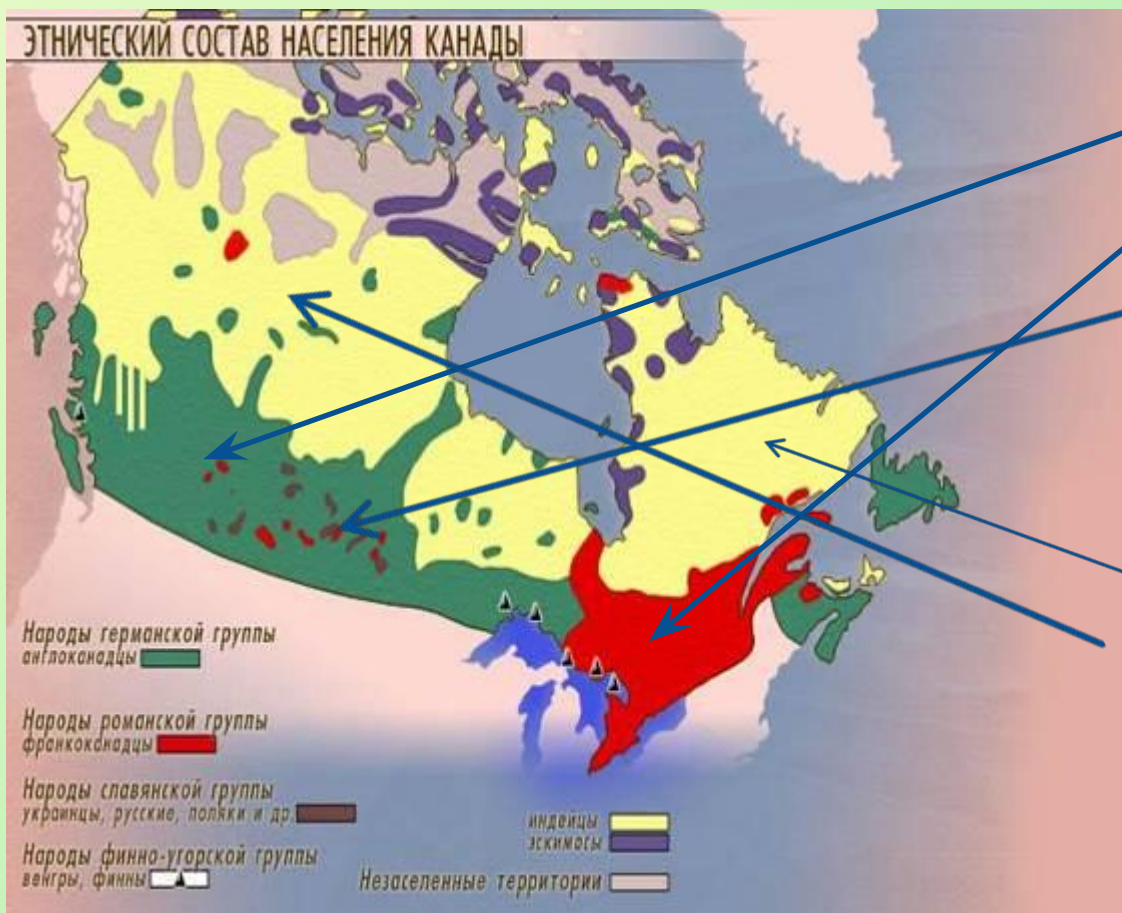 ЭТНИЧЕСКИЙ СОСТАВ НАСЕЛЕНИЯ КАНАДЫ
Народы германской группы
англоканадцы
Народы романской группы
франкоканадцы
Народы славянской группы
украинцы, русские, поляки и др.
Народы финно-угорской группы
венгры, финны
индейцы
эскимосы
Незаселенные территории